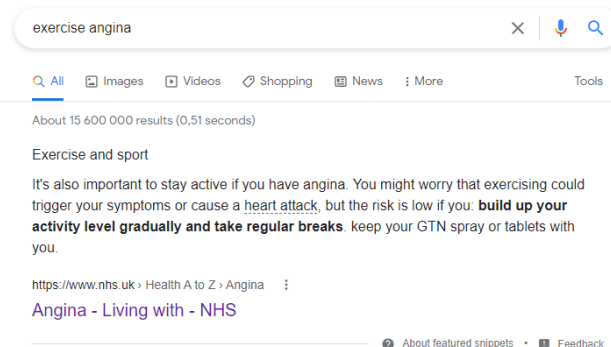 exercise angina
All Images Videos Shopping News More Tools
About 15 600 000 results (0,51 seconds)
Exercise and sport
It's also important to stay active if you have angina. You might worry that exercising could
trigger your symptoms or cause a heart attack, but the risk is low if you: build up your
activity level gradually and take regular breaks. keep your GTN spray or tablets with
you.
https://www.nhs.uk › Health A to Z › Angina
Angina - Living with - NHS
About featured snippets • Feedback